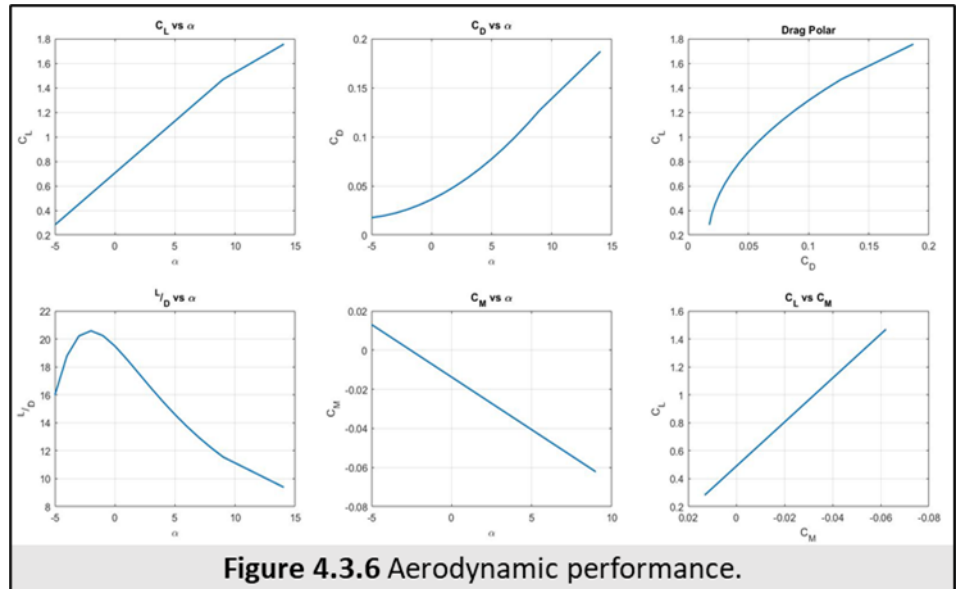 C_L vs α
1.8
1.6
1.4
1.2
1
0.8
0.6
0.4
0.2
C_L
-5 0 5 10 15
α
C_D vs α
0.2
0.15
0.1
0.05
0
C_D
-5 0 5 10 15
α
Drag Polar
1.8
1.6
1.4
1.2
1
0.8
0.6
0.4
0.2
C_L
0 0.05 0.1 0.15 0.2
C_D
L/D vs α
22
20
18
16
14
12
10
8
L/D
-5 0 5 10 15
α
C_M vs α
0.02
0
-0.02
-0.04
-0.06
-0.08
C_M
-5 0 5 10
α
C_L vs C_M
1.6
1.4
1.2
1
0.8
0.6
0.4
0.2
C_L
0.02 0 -0.02 -0.04 -0.06 -0.08
C_M
Figure 4.3.6 Aerodynamic performance.